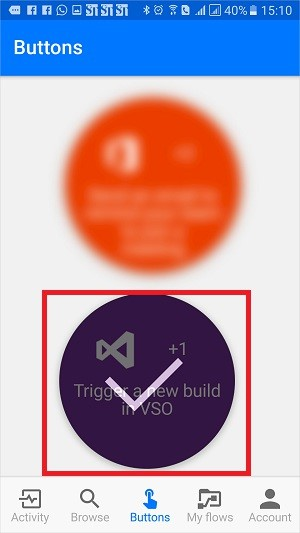 40% 15:10
Buttons
+1
Trigger a new build
in VSO
Activity Browse Buttons My flows Account